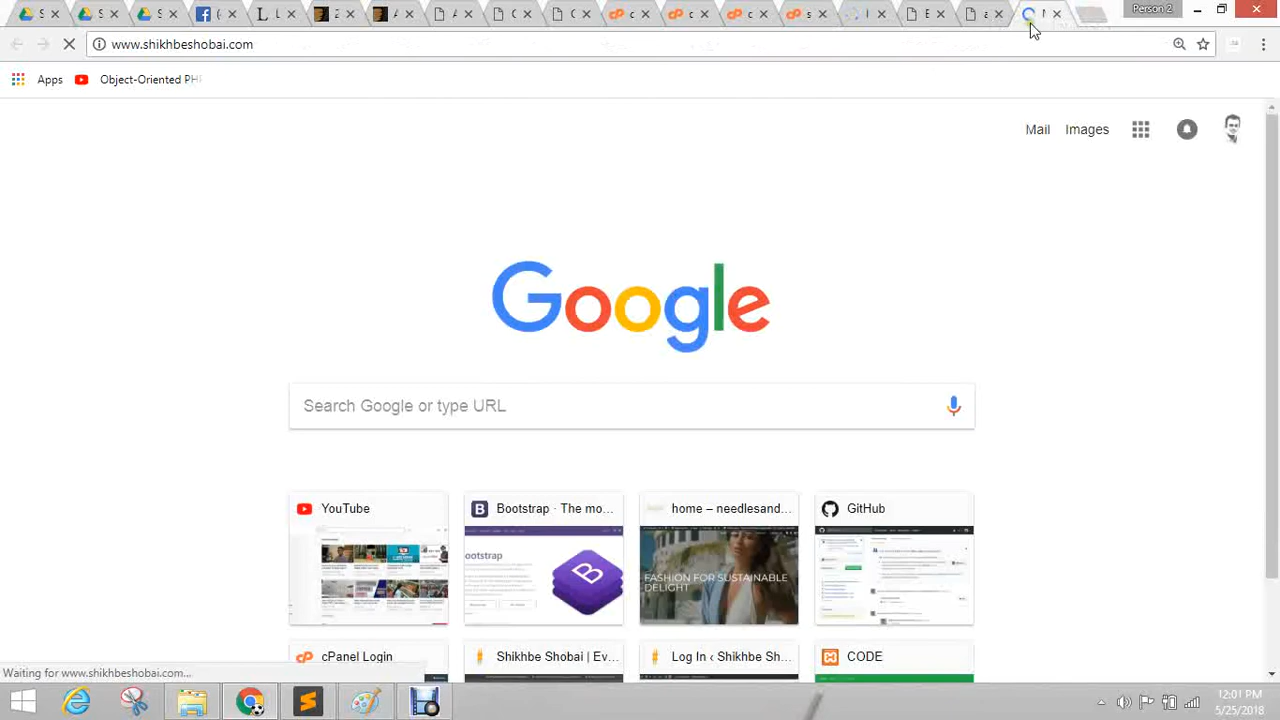 Person 2
www.shikhbeshobai.com
Apps
Object-Oriented PH
Mail
Images
Google
Search Google or type URL
YouTube
Bootstrap · The mo...
home – needlesand...
GitHub
ootstrap
FASHION FOR SUSTAINABLE
DELIGHT
cPanel Login
Shikhbe Shobai | Ev...
Log In ‹ Shikhbe Sh...
CODE
Waiting for www.shikhbeshobai.com...
12:01 PM
5/25/2018